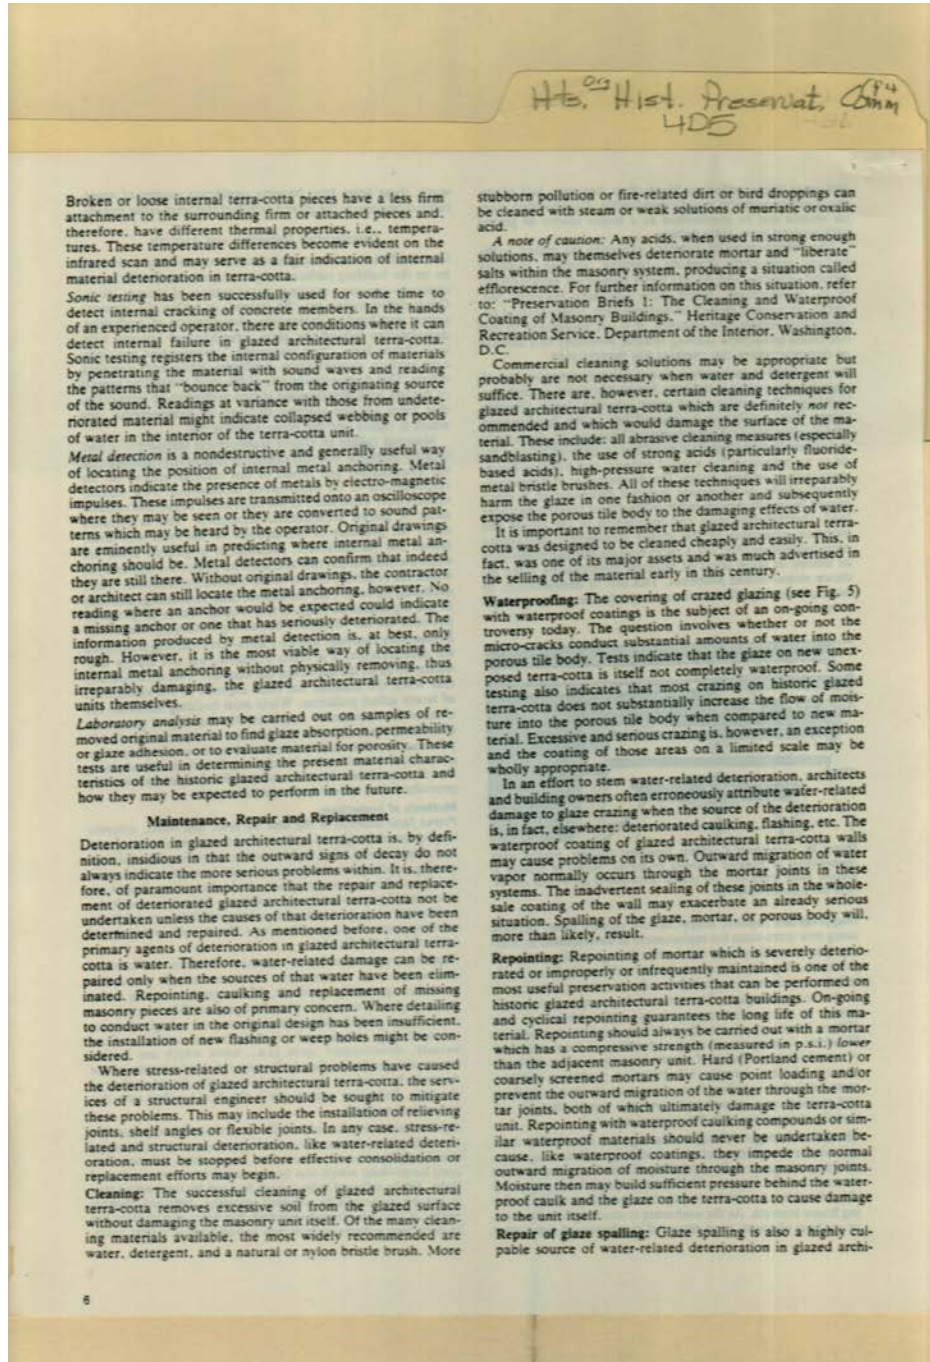 Hts. Org Hist. Preservat. Comm
4D5
Broken or loose internal terra-cotta pieces have a less firm
attachment to the surrounding firm or attached pieces and,
therefore, have different thermal properties, i.e., tempera-
tures. These temperature differences become evident on the
infrared scan and may serve as a fair indication of internal
material deterioration in terra-cotta.
Sonic testing has been successfully used for some time to
detect internal cracking of concrete members. In the hands
of an experienced operator, there are conditions where it can
detect internal failure in glazed architectural terra-cotta.
Sonic testing registers the internal configuration of materials
by penetrating the material with sound waves and reading
the patterns that "bounce back" from the originating source
of the sound. Readings at variance with those from undete-
riorated material might indicate collapsed webbing or pools
of water in the interior of the terra-cotta unit.
Metal detection is a nondestructive and generally useful way
of locating the position of internal metal anchoring. Metal
detectors indicate the presence of metals by electro-magnetic
impulses. These impulses are transmitted onto an oscilloscope
where they may be seen or they are converted to sound pat-
terns which may be heard by the operator. Original drawings
are eminently useful in predicting where internal metal an-
choring should be. Metal detectors can confirm that indeed
they are still there. Without original drawings, the contractor
or architect can still locate the metal anchoring, however. No
reading where an anchor would be expected could indicate
a missing anchor or one that has seriously deteriorated. The
information produced by metal detection is, at best, only
rough. However, it is the most viable way of locating the
internal metal anchoring without physically removing, thus
irreparably damaging, the glazed architectural terra-cotta
units themselves.
Laboratory analysis may be carried out on samples of re-
moved original material to find glaze absorption, permeability
or glaze adhesion, or to evaluate material for porosity. These
tests are useful in determining the present material charac-
teristics of the historic glazed architectural terra-cotta and
how they may be expected to perform in the future.
Maintenance, Repair and Replacement
Deterioration in glazed architectural terra-cotta is, by defi-
nition, insidious in that the outward signs of decay do not
always indicate the more serious problems within. It is, there-
fore, of paramount importance that the repair and replace-
ment of deteriorated glazed architectural terra-cotta not be
undertaken unless the causes of that deterioration have been
determined and repaired. As mentioned before, one of the
primary agents of deterioration in glazed architectural terra-
cotta is water. Therefore, water-related damage can be re-
paired only when the sources of that water have been elim-
inated. Repointing, caulking and replacement of missing
masonry pieces are also of primary concern. Where detailing
to conduct water in the original design has been insufficient,
the installation of new flashing or weep holes might be con-
sidered.
Where stress-related or structural problems have caused
the deterioration of glazed architectural terra-cotta, the serv-
ices of a structural engineer should be sought to mitigate
these problems. This may include the installation of relieving
joints, shelf angles or flexible joints. In any case, stress-re-
lated and structural deterioration, like water-related deteri-
oration, must be stopped before effective consolidation or
replacement efforts may begin.
Cleaning: The successful cleaning of glazed architectural
terra-cotta removes excessive soil from the glazed surface
without damaging the masonry unit itself. Of the many clean-
ing materials available, the most widely recommended are
water, detergent, and a natural or nylon bristle brush. More
stubborn pollution or fire-related dirt or bird droppings can
be cleaned with steam or weak solutions of muriatic or oxalic
acid.
A note of caution: Any acids, when used in strong enough
solutions, may themselves deteriorate mortar and "liberate"
salts within the masonry system, producing a situation called
efflorescence. For further information on this situation, refer
to: "Preservation Briefs 1: The Cleaning and Waterproof
Coating of Masonry Buildings," Heritage Conservation and
Recreation Service, Department of the Interior, Washington,
D.C.
Commercial cleaning solutions may be appropriate but
probably are not necessary when water and detergent will
suffice. There are, however, certain cleaning techniques for
glazed architectural terra-cotta which are definitely not rec-
ommended and which would damage the surface of the ma-
terial. These include: all abrasive cleaning measures (especially
sandblasting), the use of strong acids (particularly fluoride-
based acids), high-pressure water cleaning and the use of
metal bristle brushes. All of these techniques will irreparably
harm the glaze in one fashion or another and subsequently
expose the porous tile body to the damaging effects of water.
It is important to remember that glazed architectural terra-
cotta was designed to be cleaned cheaply and easily. This, in
fact, was one of its major assets and was much advertised in
the selling of the material early in this century.
Waterproofing: The covering of crazed glazing (see Fig. 5)
with waterproof coatings is the subject of an on-going con-
troversy today. The question involves whether or not the
micro-cracks conduct substantial amounts of water into the
porous tile body. Tests indicate that the glaze on new unex-
posed terra-cotta is itself not completely waterproof. Some
testing also indicates that most crazing on historic glazed
terra-cotta does not substantially increase the flow of mois-
ture into the porous tile body when compared to new ma-
terial. Excessive and serious crazing is, however, an exception
and the coating of those areas on a limited scale may be
wholly appropriate.
In an effort to stem water-related deterioration, architects
and building owners often erroneously attribute water-related
damage to glaze crazing when the source of the deterioration
is, in fact, elsewhere: deteriorated caulking, flashing, etc. The
waterproof coating of glazed architectural terra-cotta walls
may cause problems on its own. Outward migration of water
vapor normally occurs through the mortar joints in these
systems. The inadvertent sealing of these joints in the whole-
sale coating of the wall may exacerbate an already serious
situation. Spalling of the glaze, mortar, or porous body will,
more than likely, result.
Repointing: Repointing of mortar which is severely deterio-
rated or improperly or infrequently maintained is one of the
most useful preservation activities that can be performed on
historic glazed architectural terra-cotta buildings. On-going
and cyclical repointing guarantees the long life of this ma-
terial. Repointing should always be carried out with a mortar
which has a compressive strength (measured in p.s.i.) lower
than the adjacent masonry unit. Hard (Portland cement) or
coarsely screened mortars may cause point loading and/or
prevent the outward migration of the water through the mor-
tar joints, both of which ultimately damage the terra-cotta
unit. Repointing with waterproof caulking compounds or sim-
ilar waterproof materials should never be undertaken be-
cause, like waterproof coatings, they impede the normal
outward migration of moisture through the masonry joints.
Moisture then may build sufficient pressure behind the water-
proof caulk and the glaze on the terra-cotta to cause damage
to the unit itself.
Repair of glaze spalling: Glaze spalling is also a highly cul-
pable source of water-related deterioration in glazed archi-
6